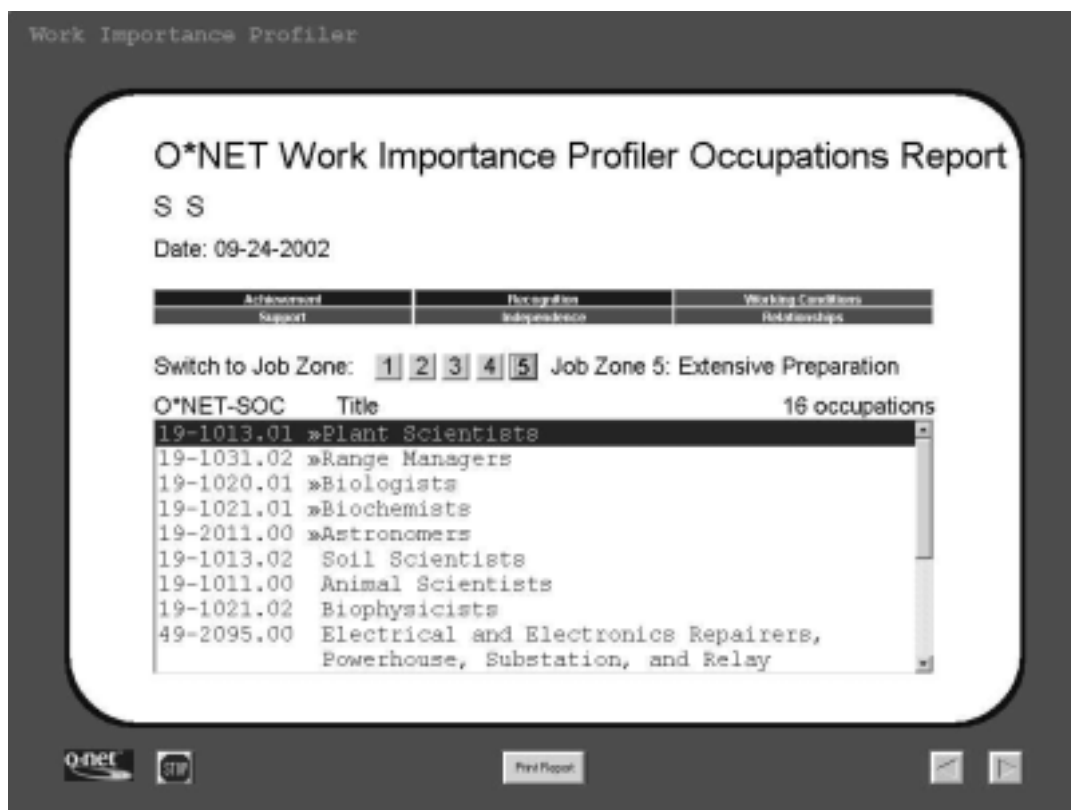 Work Importance Profiler
O*NET Work Importance Profiler Occupations Report
S S
Date: 09-24-2002
Achievement Recognition Working Conditions
Support Independence Relationships
Switch to Job Zone: 1 2 3 4 5 Job Zone 5: Extensive Preparation
O*NET-SOC Title 16 occupations
19-1013.01 »Plant Scientists
19-1031.02 »Range Managers
19-1020.01 »Biologists
19-1021.01 »Biochemists
19-2011.00 »Astronomers
19-1013.02 Soil Scientists
19-1011.00 Animal Scientists
19-1021.02 Biophysicists
49-2095.00 Electrical and Electronics Repairers,
Powerhouse, Substation, and Relay
o*net STOP Print Report